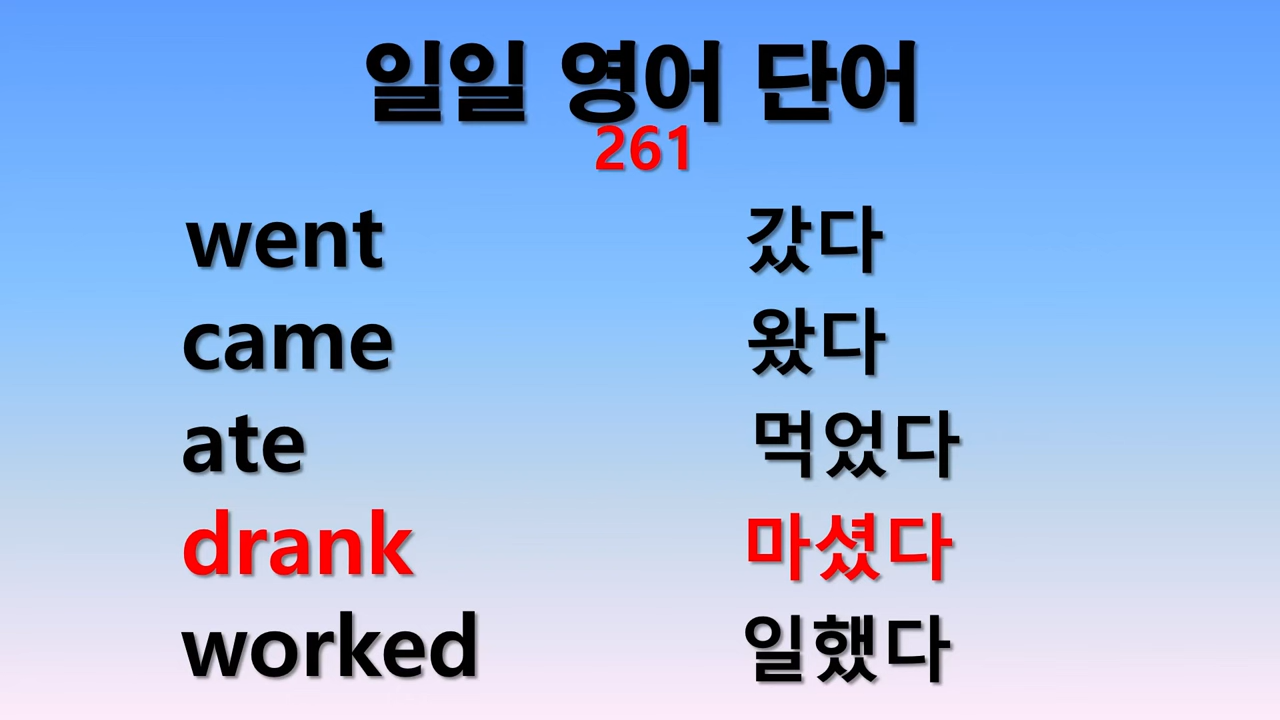 일일 영어 단어
261
went 갔다
came 왔다
ate 먹었다
drank 마셨다
worked 일했다